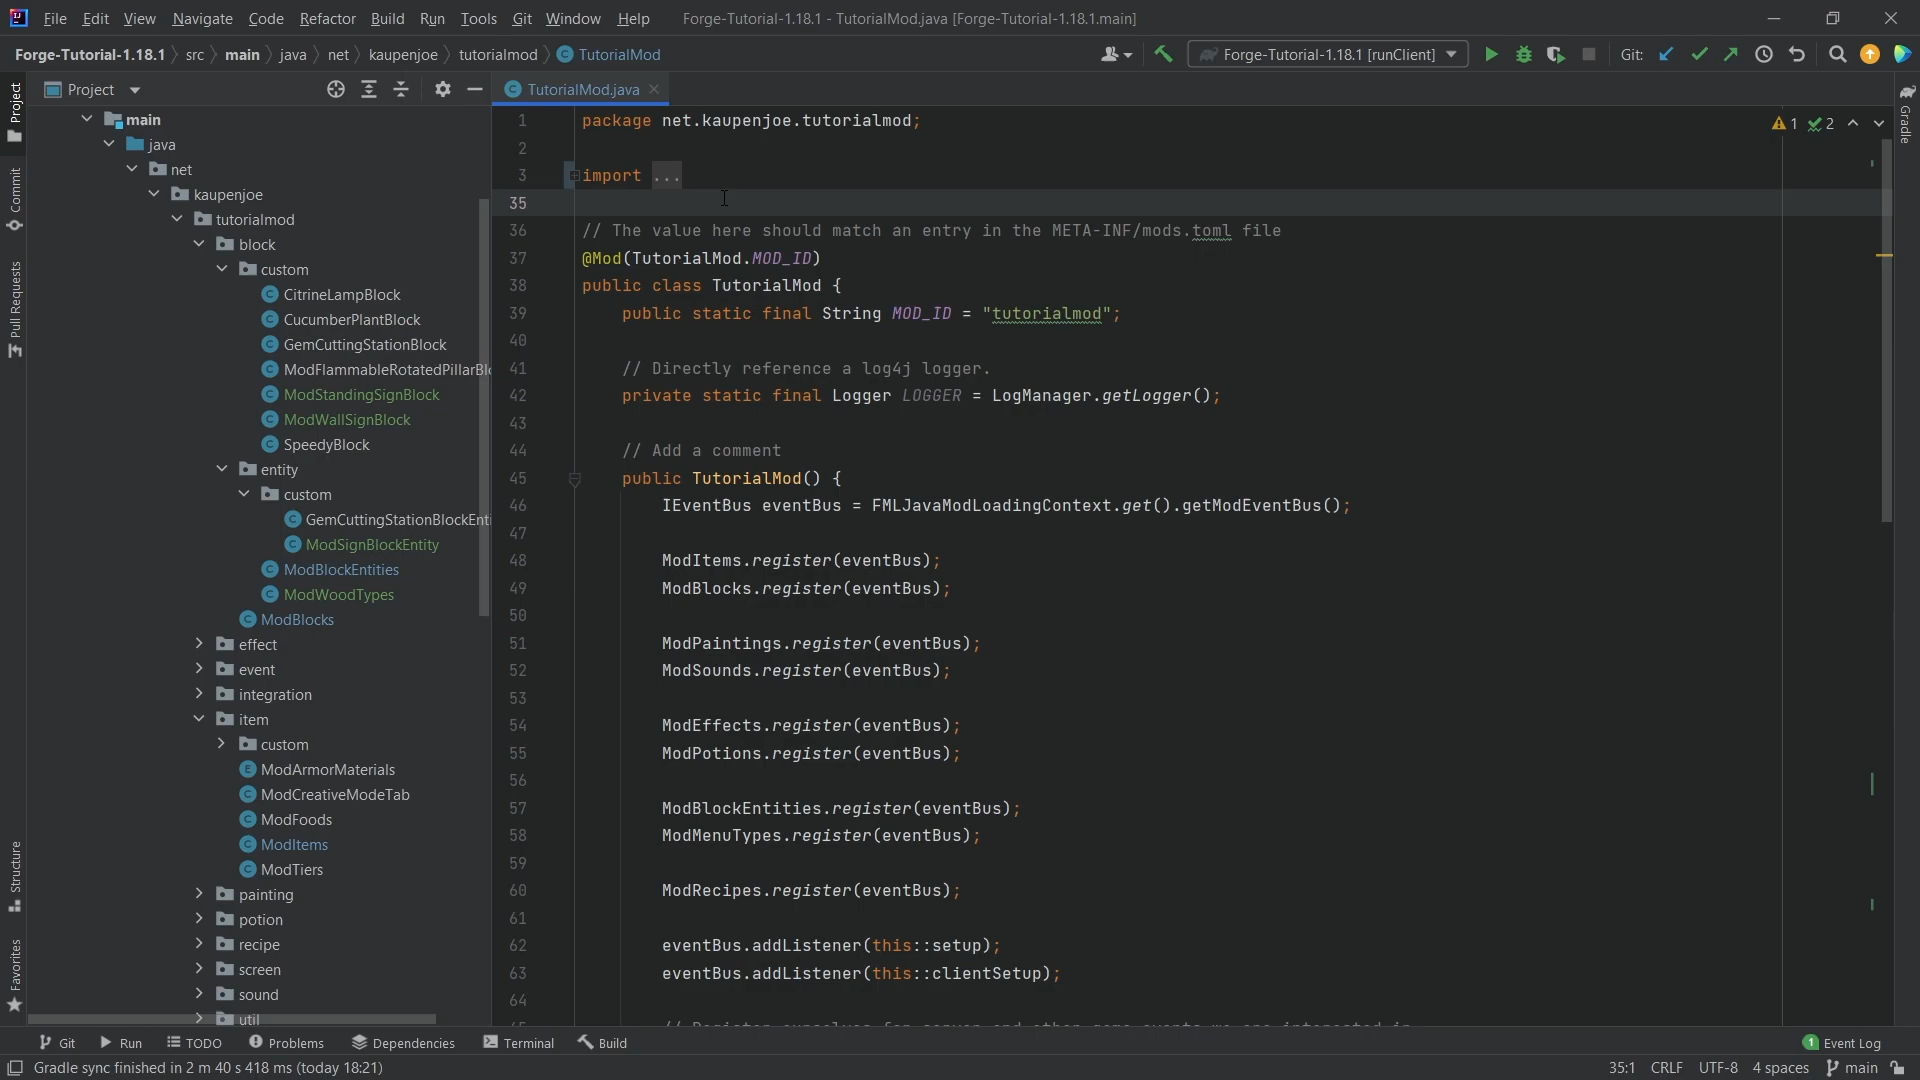 File Edit View Navigate Code Refactor Build Run Tools Git Window Help Forge-Tutorial-1.18.1 - TutorialMod.java [Forge-Tutorial-1.18.1.main]
Forge-Tutorial-1.18.1 src main java net kaupenjoe tutorialmod TutorialMod Forge-Tutorial-1.18.1 [runClient] Git:
Project
TutorialMod.java
Project
Commit
Pull Requests
Structure
Favorites
main
java
net
kaupenjoe
tutorialmod
block
custom
CitrineLampBlock
CucumberPlantBlock
GemCuttingStationBlock
ModFlammableRotatedPillarBl
ModStandingSignBlock
ModWallSignBlock
SpeedyBlock
entity
custom
GemCuttingStationBlockEnti
ModSignBlockEntity
ModBlockEntities
ModWoodTypes
ModBlocks
effect
event
integration
item
custom
ModArmorMaterials
ModCreativeModeTab
ModFoods
ModItems
ModTiers
painting
potion
recipe
screen
sound
util
1 package net.kaupenjoe.tutorialmod;
2
3 import ...
35
36 // The value here should match an entry in the META-INF/mods.toml file
37 @Mod(TutorialMod.MOD_ID)
38 public class TutorialMod {
39 public static final String MOD_ID = "tutorialmod";
40
41 // Directly reference a log4j logger.
42 private static final Logger LOGGER = LogManager.getLogger();
43
44 // Add a comment
45 public TutorialMod() {
46 IEventBus eventBus = FMLJavaModLoadingContext.get().getModEventBus();
47
48 ModItems.register(eventBus);
49 ModBlocks.register(eventBus);
50
51 ModPaintings.register(eventBus);
52 ModSounds.register(eventBus);
53
54 ModEffects.register(eventBus);
55 ModPotions.register(eventBus);
56
57 ModBlockEntities.register(eventBus);
58 ModMenuTypes.register(eventBus);
59
60 ModRecipes.register(eventBus);
61
62 eventBus.addListener(this::setup);
63 eventBus.addListener(this::clientSetup);
64
1 2
Gradle
Git Run TODO Problems Dependencies Terminal Build 1 Event Log
Gradle sync finished in 2 m 40 s 418 ms (today 18:21) 35:1 CRLF UTF-8 4 spaces main